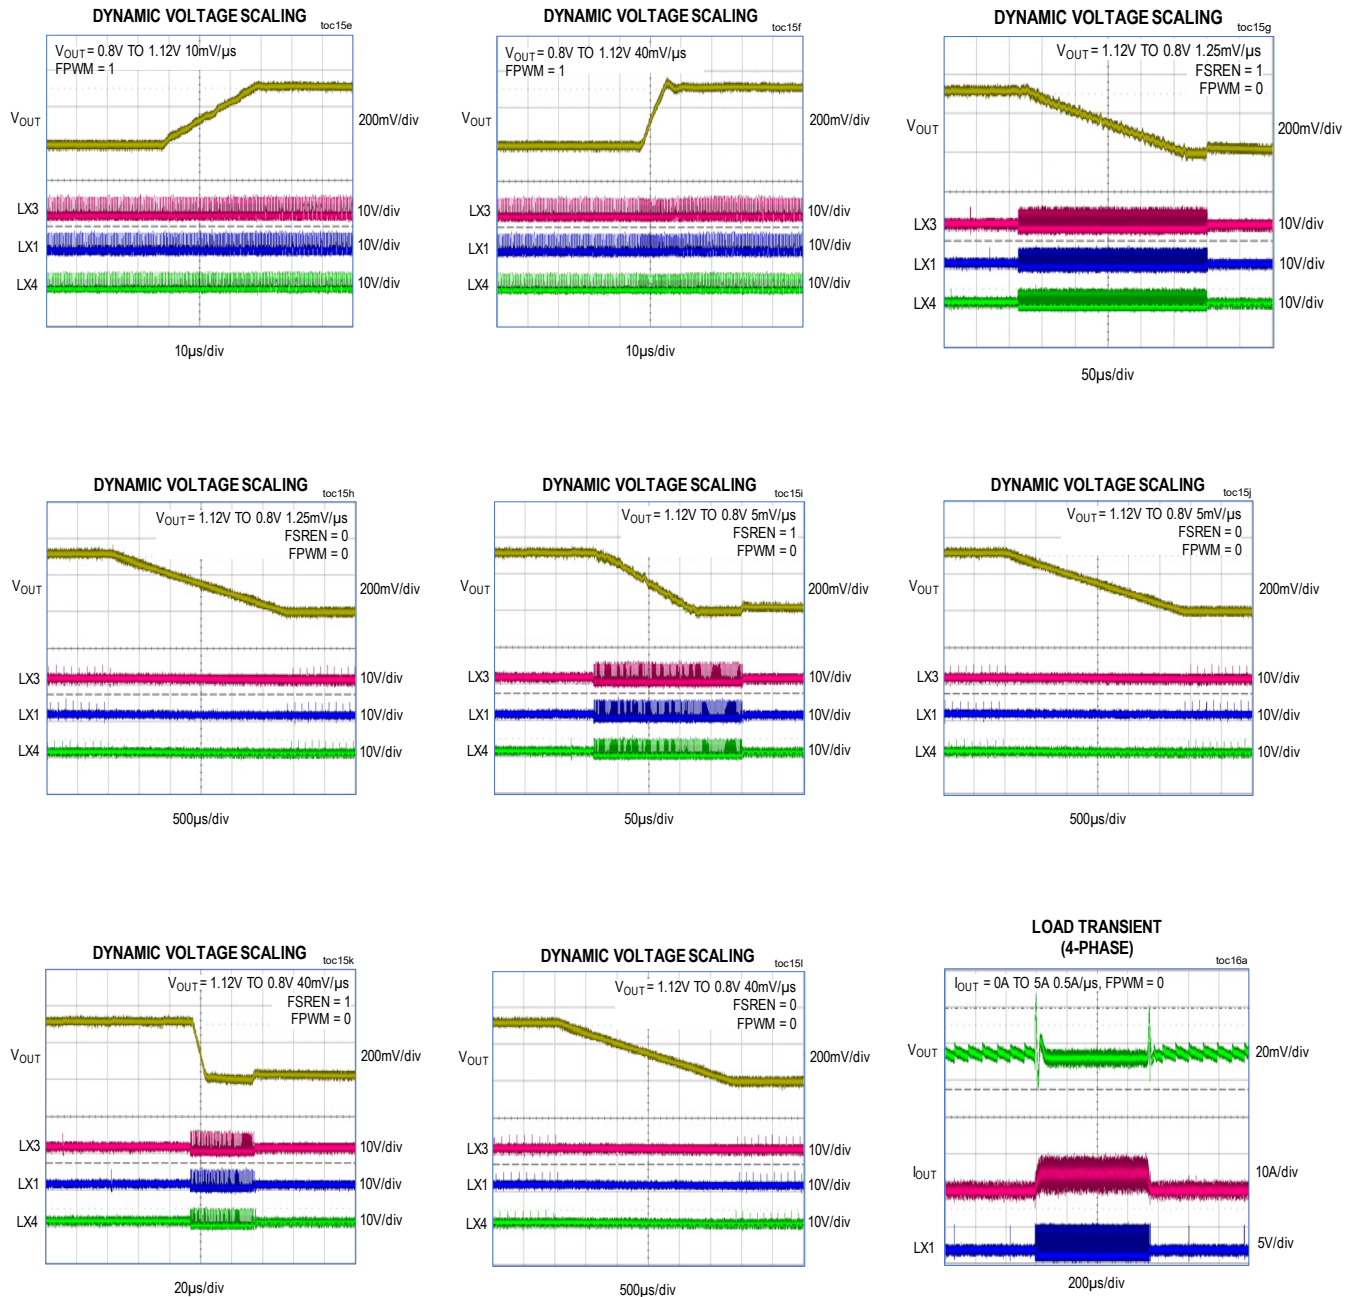 DYNAMIC VOLTAGE SCALING
toc15e
VOUT = 0.8V TO 1.12V 10mV/µs
FPWM = 1
VOUT
200mV/div
LX3
10V/div
LX1
10V/div
LX4
10V/div
10µs/div
DYNAMIC VOLTAGE SCALING
toc15f
VOUT = 0.8V TO 1.12V 40mV/µs
FPWM = 1
VOUT
200mV/div
LX3
10V/div
LX1
10V/div
LX4
10V/div
10µs/div
DYNAMIC VOLTAGE SCALING
toc15g
VOUT = 1.12V TO 0.8V 1.25mV/µs
FSREN = 1
FPWM = 0
VOUT
200mV/div
LX3
10V/div
LX1
10V/div
LX4
10V/div
50µs/div
DYNAMIC VOLTAGE SCALING
toc15h
VOUT = 1.12V TO 0.8V 1.25mV/µs
FSREN = 0
FPWM = 0
VOUT
200mV/div
LX3
10V/div
LX1
10V/div
LX4
10V/div
500µs/div
DYNAMIC VOLTAGE SCALING
toc15i
VOUT = 1.12V TO 0.8V 5mV/µs
FSREN = 1
FPWM = 0
VOUT
200mV/div
LX3
10V/div
LX1
10V/div
LX4
10V/div
50µs/div
DYNAMIC VOLTAGE SCALING
toc15j
VOUT = 1.12V TO 0.8V 5mV/µs
FSREN = 0
FPWM = 0
VOUT
200mV/div
LX3
10V/div
LX1
10V/div
LX4
10V/div
500µs/div
DYNAMIC VOLTAGE SCALING
toc15k
VOUT = 1.12V TO 0.8V 40mV/µs
FSREN = 1
FPWM = 0
VOUT
200mV/div
LX3
10V/div
LX1
10V/div
LX4
10V/div
20µs/div
DYNAMIC VOLTAGE SCALING
toc15l
VOUT = 1.12V TO 0.8V 40mV/µs
FSREN = 0
FPWM = 0
VOUT
200mV/div
LX3
10V/div
LX1
10V/div
LX4
10V/div
500µs/div
LOAD TRANSIENT
(4-PHASE)
toc16a
IOUT = 0A TO 5A 0.5A/µs, FPWM = 0
VOUT
20mV/div
IOUT
10A/div
LX1
5V/div
200µs/div